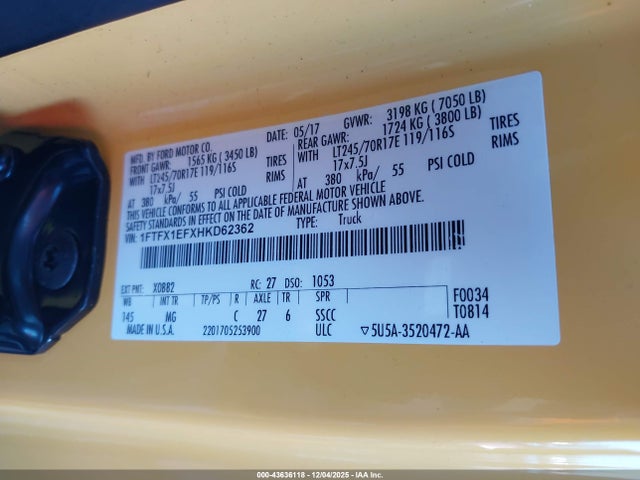 MFD. BY FORD MOTOR CO. 05/17 GVWR: 3198 KG ( 7050 LB)
FRONT GAWR: 1565 KG ( 3450 LB) REAR GAWR: 1724 KG ( 3800 LB)
WITH LT245/70R17E 119/116S TIRES WITH LT245/70R17E 119/116S TIRES
17x7.5J RIMS 17x7.5J RIMS
AT 380 kPa/ 55 PSI COLD AT 380 kPa/ 55 PSI COLD
THIS VEHICLE CONFORMS TO ALL APPLICABLE FEDERAL MOTOR VEHICLE
SAFETY STANDARDS IN EFFECT ON THE DATE OF MANUFACTURE SHOWN ABOVE.
VIN: 1FTFX1EFXHKD62362 TYPE: Truck
EXT PNT: XDBB2 RC: 27 DSO: 1053
WB INT TR TP/PS R AXLE TR SPR F0034
145 MG C 27 6 SSCC T0814
MADE IN U.S.A. 2201705253900 ULC ▽5U5A-3520472-AA
000-43636118 - 12/04/2025 - IAA Inc.